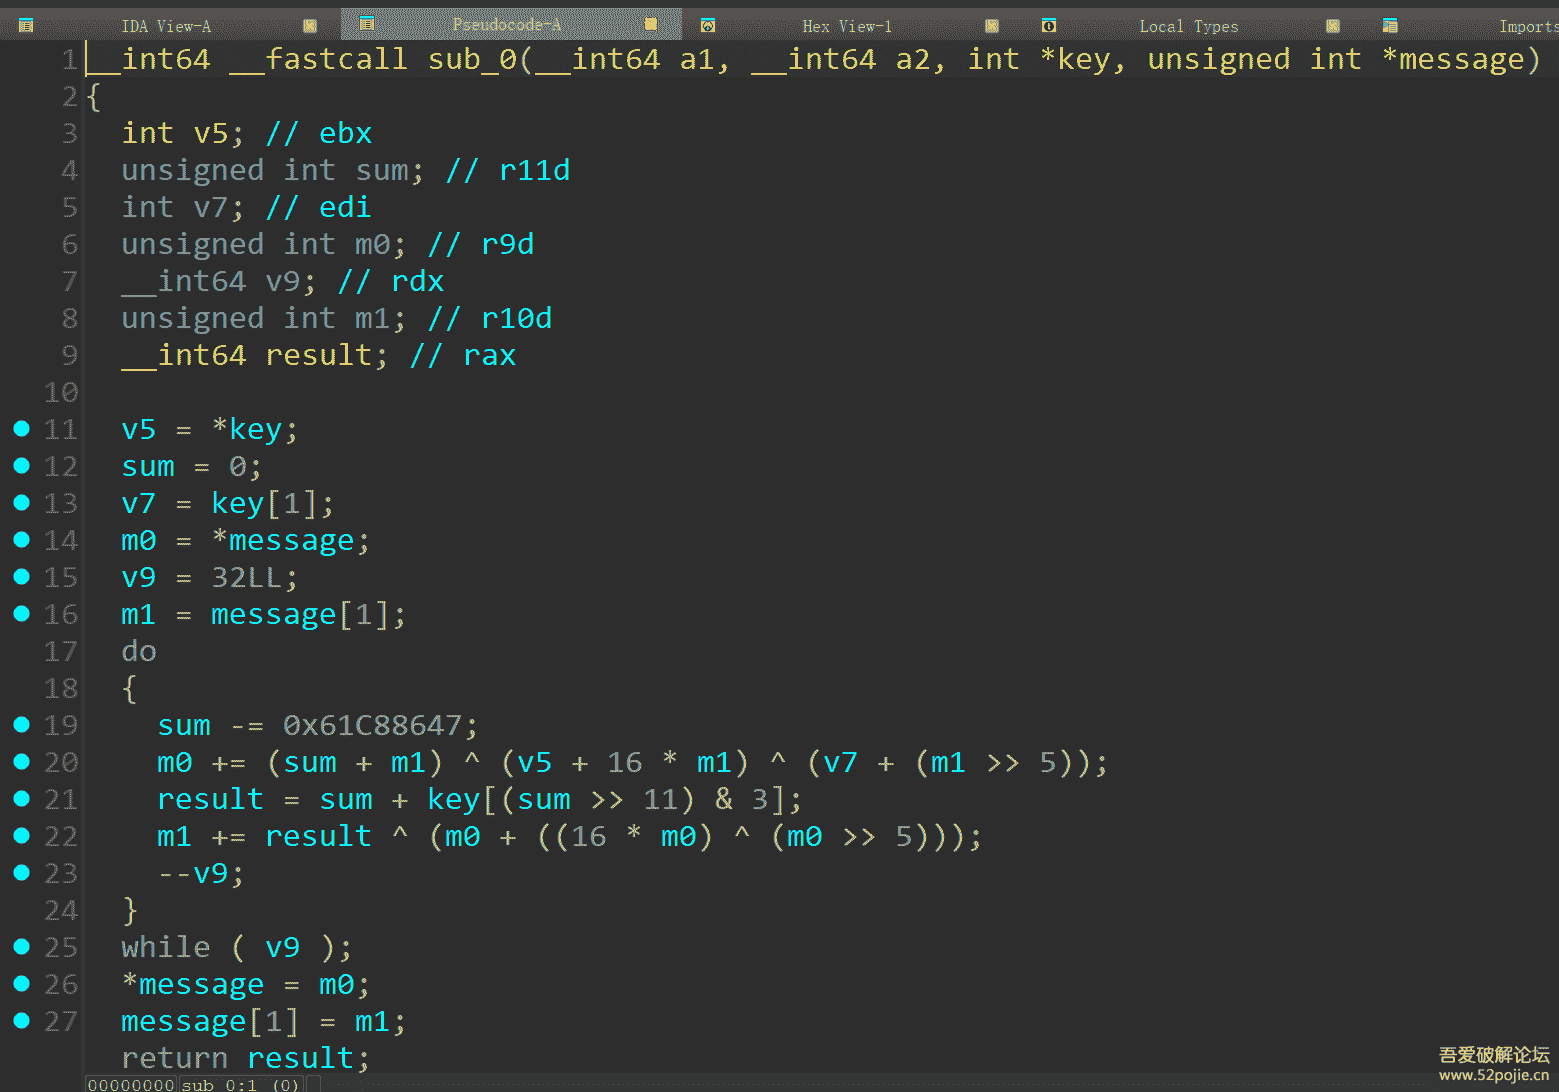 IDA View-A Pseudocode-A Hex View-1 Local Types Imports
1 __int64 __fastcall sub_0(__int64 a1, __int64 a2, int *key, unsigned int *message)
2 {
3 int v5; // ebx
4 unsigned int sum; // r11d
5 int v7; // edi
6 unsigned int m0; // r9d
7 __int64 v9; // rdx
8 unsigned int m1; // r10d
9 __int64 result; // rax
10
11 v5 = *key;
12 sum = 0;
13 v7 = key[1];
14 m0 = *message;
15 v9 = 32LL;
16 m1 = message[1];
17 do
18 {
19 sum -= 0x61C88647;
20 m0 += (sum + m1) ^ (v5 + 16 * m1) ^ (v7 + (m1 >> 5));
21 result = sum + key[(sum >> 11) & 3];
22 m1 += result ^ (m0 + ((16 * m0) ^ (m0 >> 5)));
23 --v9;
24 }
25 while ( v9 );
26 *message = m0;
27 message[1] = m1;
return result;
00000000 sub_0:1 (0)
吾爱破解论坛
www.52pojie.cn